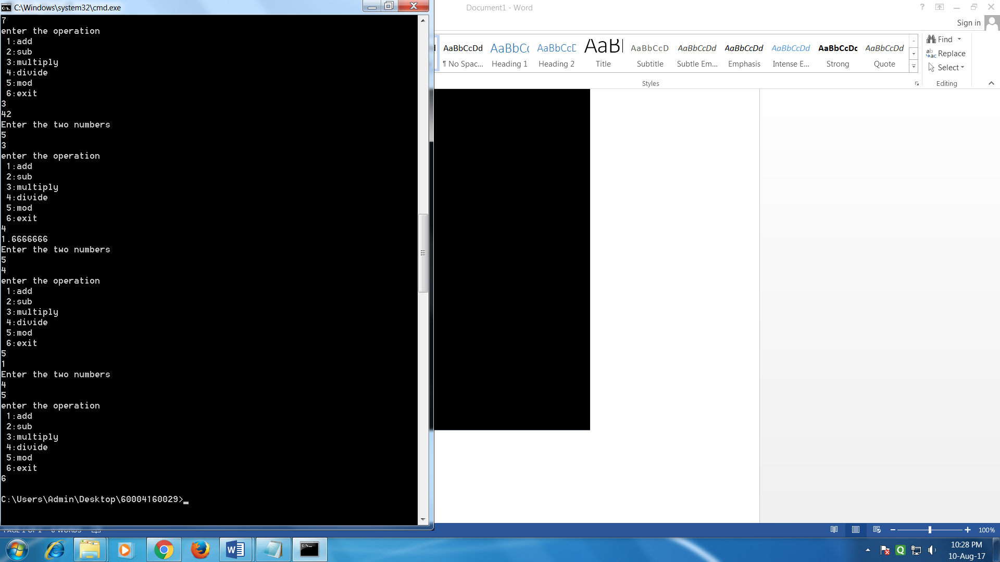 C:\Windows\system32\cmd.exe
7
enter the operation
1:add
2:sub
3:multiply
4:divide
5:mod
6:exit
3
42
Enter the two numbers
5
3
enter the operation
1:add
2:sub
3:multiply
4:divide
5:mod
6:exit
4
1.6666666
Enter the two numbers
5
4
enter the operation
1:add
2:sub
3:multiply
4:divide
5:mod
6:exit
5
1
Enter the two numbers
4
5
enter the operation
1:add
2:sub
3:multiply
4:divide
5:mod
6:exit
6
C:\Users\Admin\Desktop\60004160029>
Document1 - Word
Sign in
AaBbCcDd AaBbCc AaBbCcD AaBl AaBbCcD AaBbCcDd AaBbCcDd AaBbCcDd AaBbCcDc AaBbCcDd
¶ No Spac... Heading 1 Heading 2 Title Subtitle Subtle Em... Emphasis Intense E... Strong Quote
Styles
Find
Replace
Select
Editing
100%
10:28 PM
10-Aug-17